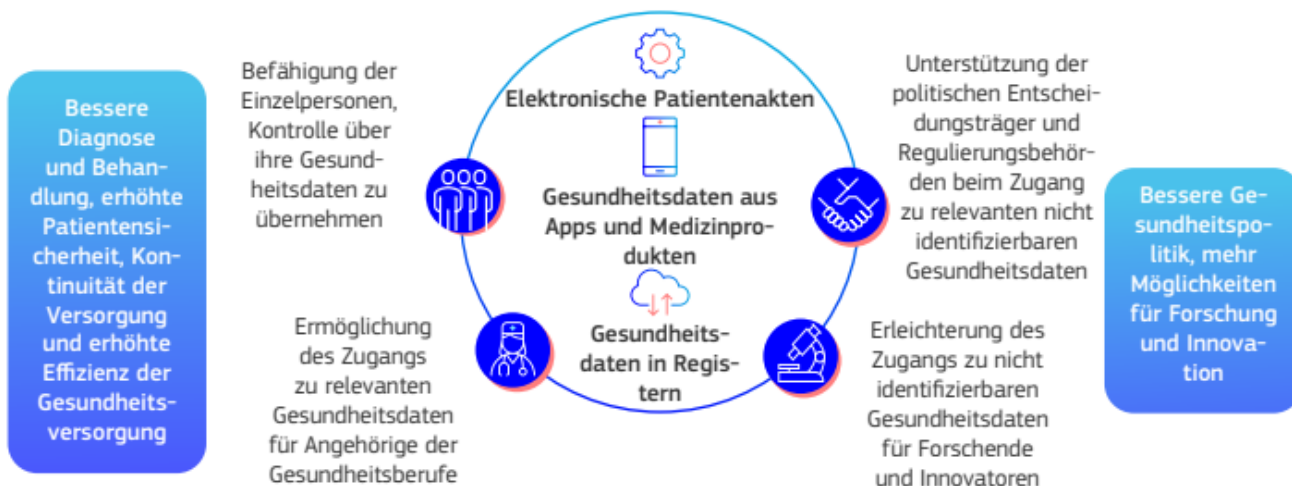 Bessere
Diagnose
und Behan-
dlung, erhöhte
Patientensi-
cherheit, Kon-
tinuität der
Versorgung
und erhöhte
Effizienz der
Gesundheits-
versorgung
Befähigung der
Einzelpersonen,
Kontrolle über
ihre Gesund-
heitsdaten zu
übernehmen
Ermöglichung
des Zugangs
zu relevanten
Gesundheitsdaten
für Angehörige der
Gesundheitsberufe
Elektronische Patientenakten
Gesundheitsdaten aus
Apps und Medizinpro-
dukten
Gesundheits-
daten in Regis-
tern
Unterstützung der
politischen Entschei-
dungsträger und
Regulierungsbehör-
den beim Zugang
zu relevanten nicht
identifizierbaren
Gesundheitsdaten
Erleichterung des
Zugangs zu nicht
identifizierbaren
Gesundheitsdaten
für Forschende
und Innovatoren
Bessere Ge-
sundheitspo-
litik, mehr
Möglichkeiten
für Forschung
und Innova-
tion